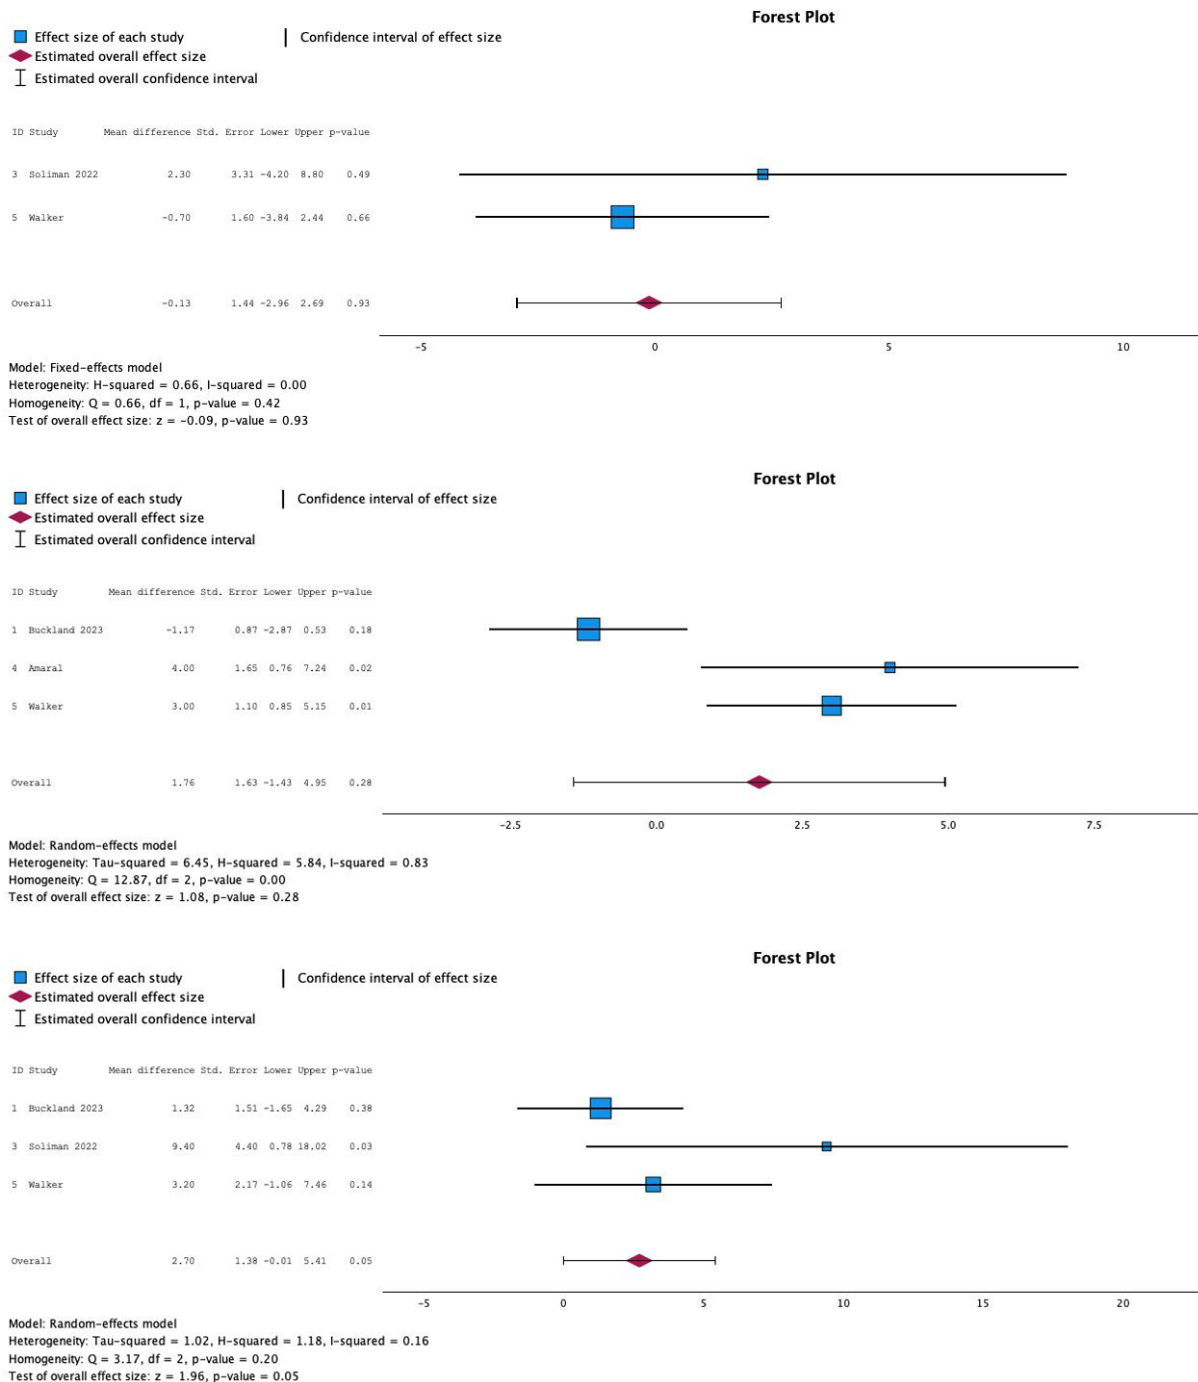 Forest Plot
Effect size of each study | Confidence interval of effect size
Estimated overall effect size
Estimated overall confidence interval
ID Study Mean difference Std. Error Lower Upper p-value
3 Soliman 2022 2.30 3.31 -4.20 8.80 0.49
5 Walker -0.70 1.60 -3.84 2.44 0.66
Overall -0.13 1.44 -2.96 2.69 0.93
-5 0 5 10
Model: Fixed-effects model
Heterogeneity: H-squared = 0.66, I-squared = 0.00
Homogeneity: Q = 0.66, df = 1, p-value = 0.42
Test of overall effect size: z = -0.09, p-value = 0.93
Forest Plot
Effect size of each study | Confidence interval of effect size
Estimated overall effect size
Estimated overall confidence interval
ID Study Mean difference Std. Error Lower Upper p-value
1 Buckland 2023 -1.17 0.87 -2.87 0.53 0.18
4 Amaral 4.00 1.65 0.76 7.24 0.02
5 Walker 3.00 1.10 0.85 5.15 0.01
Overall 1.76 1.63 -1.43 4.95 0.28
-2.5 0.0 2.5 5.0 7.5
Model: Random-effects model
Heterogeneity: Tau-squared = 6.45, H-squared = 5.84, I-squared = 0.83
Homogeneity: Q = 12.87, df = 2, p-value = 0.00
Test of overall effect size: z = 1.08, p-value = 0.28
Forest Plot
Effect size of each study | Confidence interval of effect size
Estimated overall effect size
Estimated overall confidence interval
ID Study Mean difference Std. Error Lower Upper p-value
1 Buckland 2023 1.32 1.51 -1.65 4.29 0.38
3 Soliman 2022 9.40 4.40 0.78 18.02 0.03
5 Walker 3.20 2.17 -1.06 7.46 0.14
Overall 2.70 1.38 -0.01 5.41 0.05
-5 0 5 10 15 20
Model: Random-effects model
Heterogeneity: Tau-squared = 1.02, H-squared = 1.18, I-squared = 0.16
Homogeneity: Q = 3.17, df = 2, p-value = 0.20
Test of overall effect size: z = 1.96, p-value = 0.05